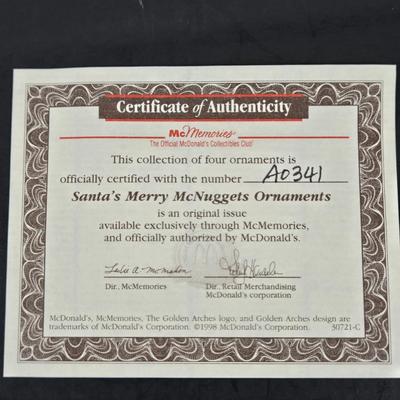 Certificate of Authenticity
McMemories®
The Official McDonald's Collectibles Club®
This collection of four ornaments is
officially certified with the number A0341
Santa's Merry McNuggets Ornaments
is an original issue
available exclusively through McMemories,
and officially authorized by McDonald's.
Leslie A. McMahon
Dir., McMemories
Dir., Retail Merchandising
McDonald's corporation
McDonald's, McMemories, The Golden Arches logo, and Golden Arches design are
trademarks of McDonald's Corporation. ©1998 McDonald's Corporation. 30721-C